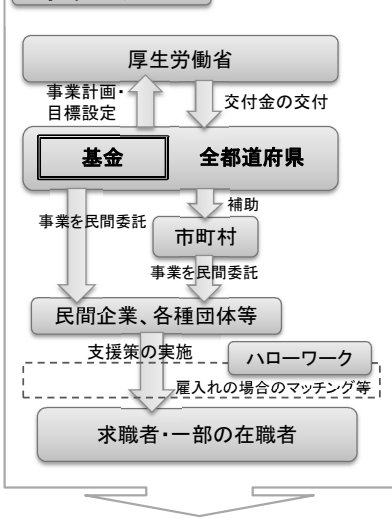 厚生労働省
事業計画・
目標設定
交付金の交付
基金
全都道府県
補助
事業を民間委託
市町村
事業を民間委託
民間企業、各種団体等
支援策の実施
ハローワーク
雇入れの場合のマッチング等
求職者・一部の在職者